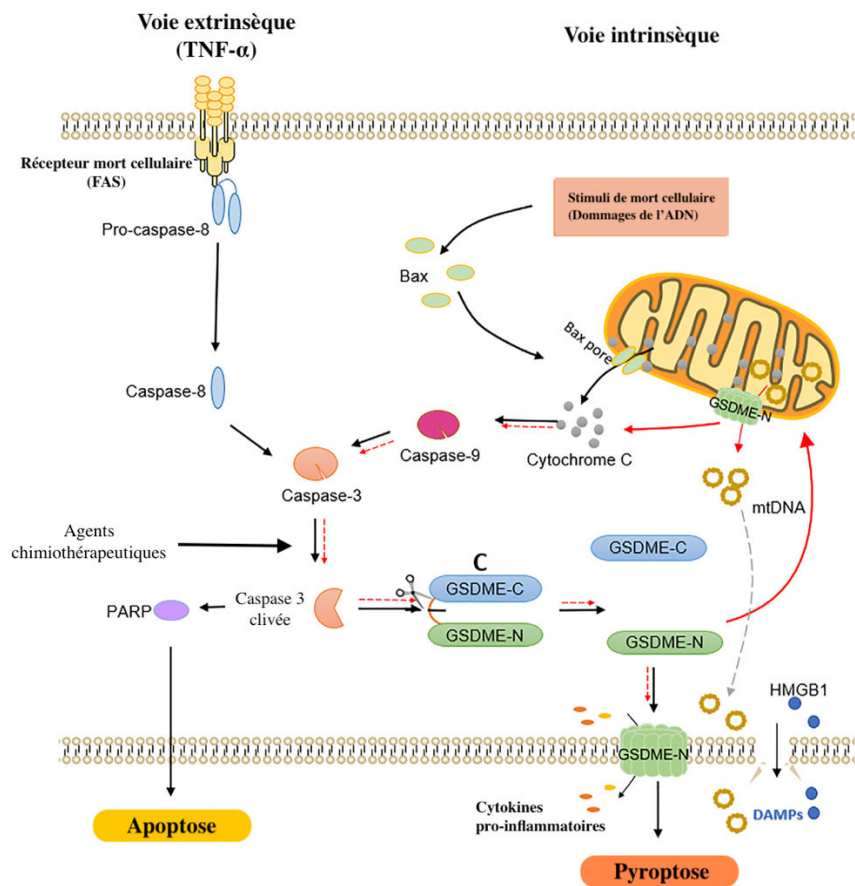 Voie extrinsèque
(TNF-α)
Voie intrinsèque
Récepteur mort cellulaire
(FAS)
Pro-caspase-8
Stimuli de mort cellulaire
(Dommages de l'ADN)
Bax
Bax pore
GSDME-N
Caspase-8
Caspase-9
Cytochrome C
Caspase-3
mtDNA
Agents
chimiothérapeutiques
C
GSDME-C
GSDME-C
PARP
Caspase 3
clivée
GSDME-N
GSDME-N
HMGB1
GSDME-N
Cytokines
pro-inflammatoires
DAMPs
Apoptose
Pyroptose